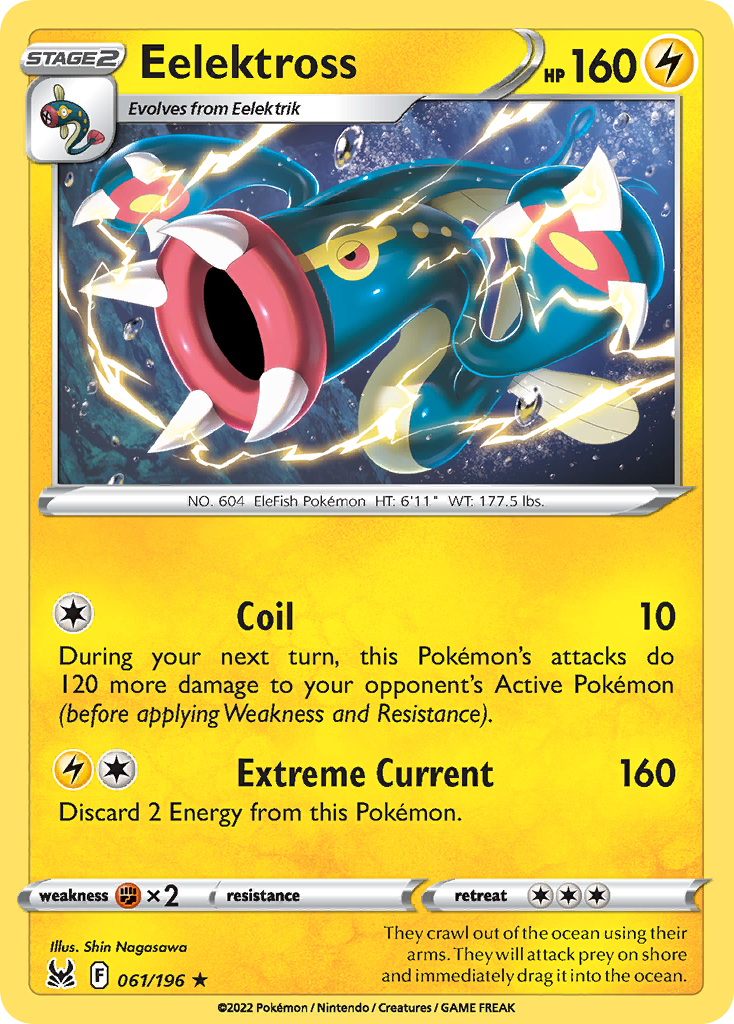 STAGE 2
Eelektross
HP 160
Evolves from Eelektrik
NO. 604 EleFish Pokémon HT: 6'11" WT: 177.5 lbs.
Coil 10
During your next turn, this Pokémon's attacks do
120 more damage to your opponent's Active Pokémon
(before applying Weakness and Resistance).
Extreme Current 160
Discard 2 Energy from this Pokémon.
weakness ×2 resistance retreat
Illus. Shin Nagasawa
F 061/196 ★
They crawl out of the ocean using their
arms. They will attack prey on shore
and immediately drag it into the ocean.
©2022 Pokémon / Nintendo / Creatures / GAME FREAK